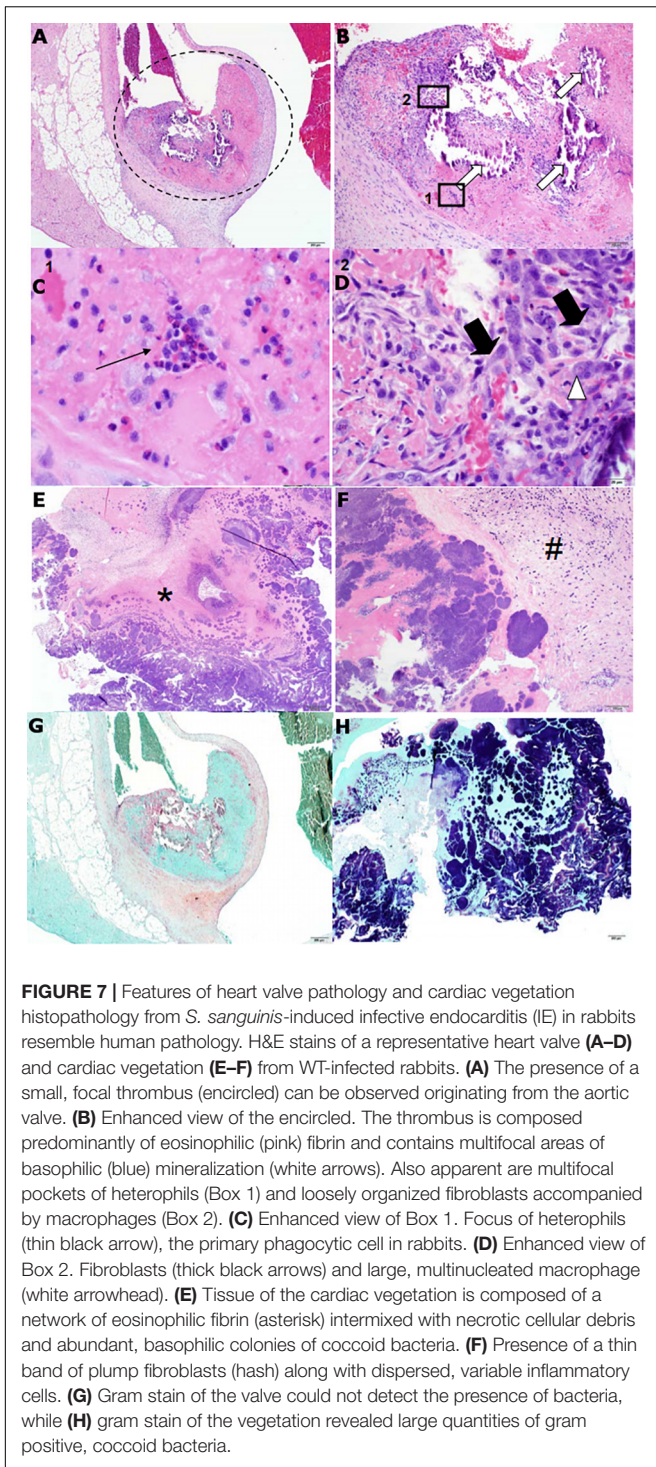 A
B
2
1
1
C
2
D
E
*
F
#
G
H
FIGURE 7 | Features of heart valve pathology and cardiac vegetation
histopathology from S. sanguinis-induced infective endocarditis (IE) in rabbits
resemble human pathology. H&E stains of a representative heart valve (A–D)
and cardiac vegetation (E–F) from WT-infected rabbits. (A) The presence of a
small, focal thrombus (encircled) can be observed originating from the aortic
valve. (B) Enhanced view of the encircled. The thrombus is composed
predominantly of eosinophilic (pink) fibrin and contains multifocal areas of
basophilic (blue) mineralization (white arrows). Also apparent are multifocal
pockets of heterophils (Box 1) and loosely organized fibroblasts accompanied
by macrophages (Box 2). (C) Enhanced view of Box 1. Focus of heterophils
(thin black arrow), the primary phagocytic cell in rabbits. (D) Enhanced view of
Box 2. Fibroblasts (thick black arrows) and large, multinucleated macrophage
(white arrowhead). (E) Tissue of the cardiac vegetation is composed of a
network of eosinophilic fibrin (asterisk) intermixed with necrotic cellular debris
and abundant, basophilic colonies of coccoid bacteria. (F) Presence of a thin
band of plump fibroblasts (hash) along with dispersed, variable inflammatory
cells. (G) Gram stain of the valve could not detect the presence of bacteria,
while (H) gram stain of the vegetation revealed large quantities of gram
positive, coccoid bacteria.